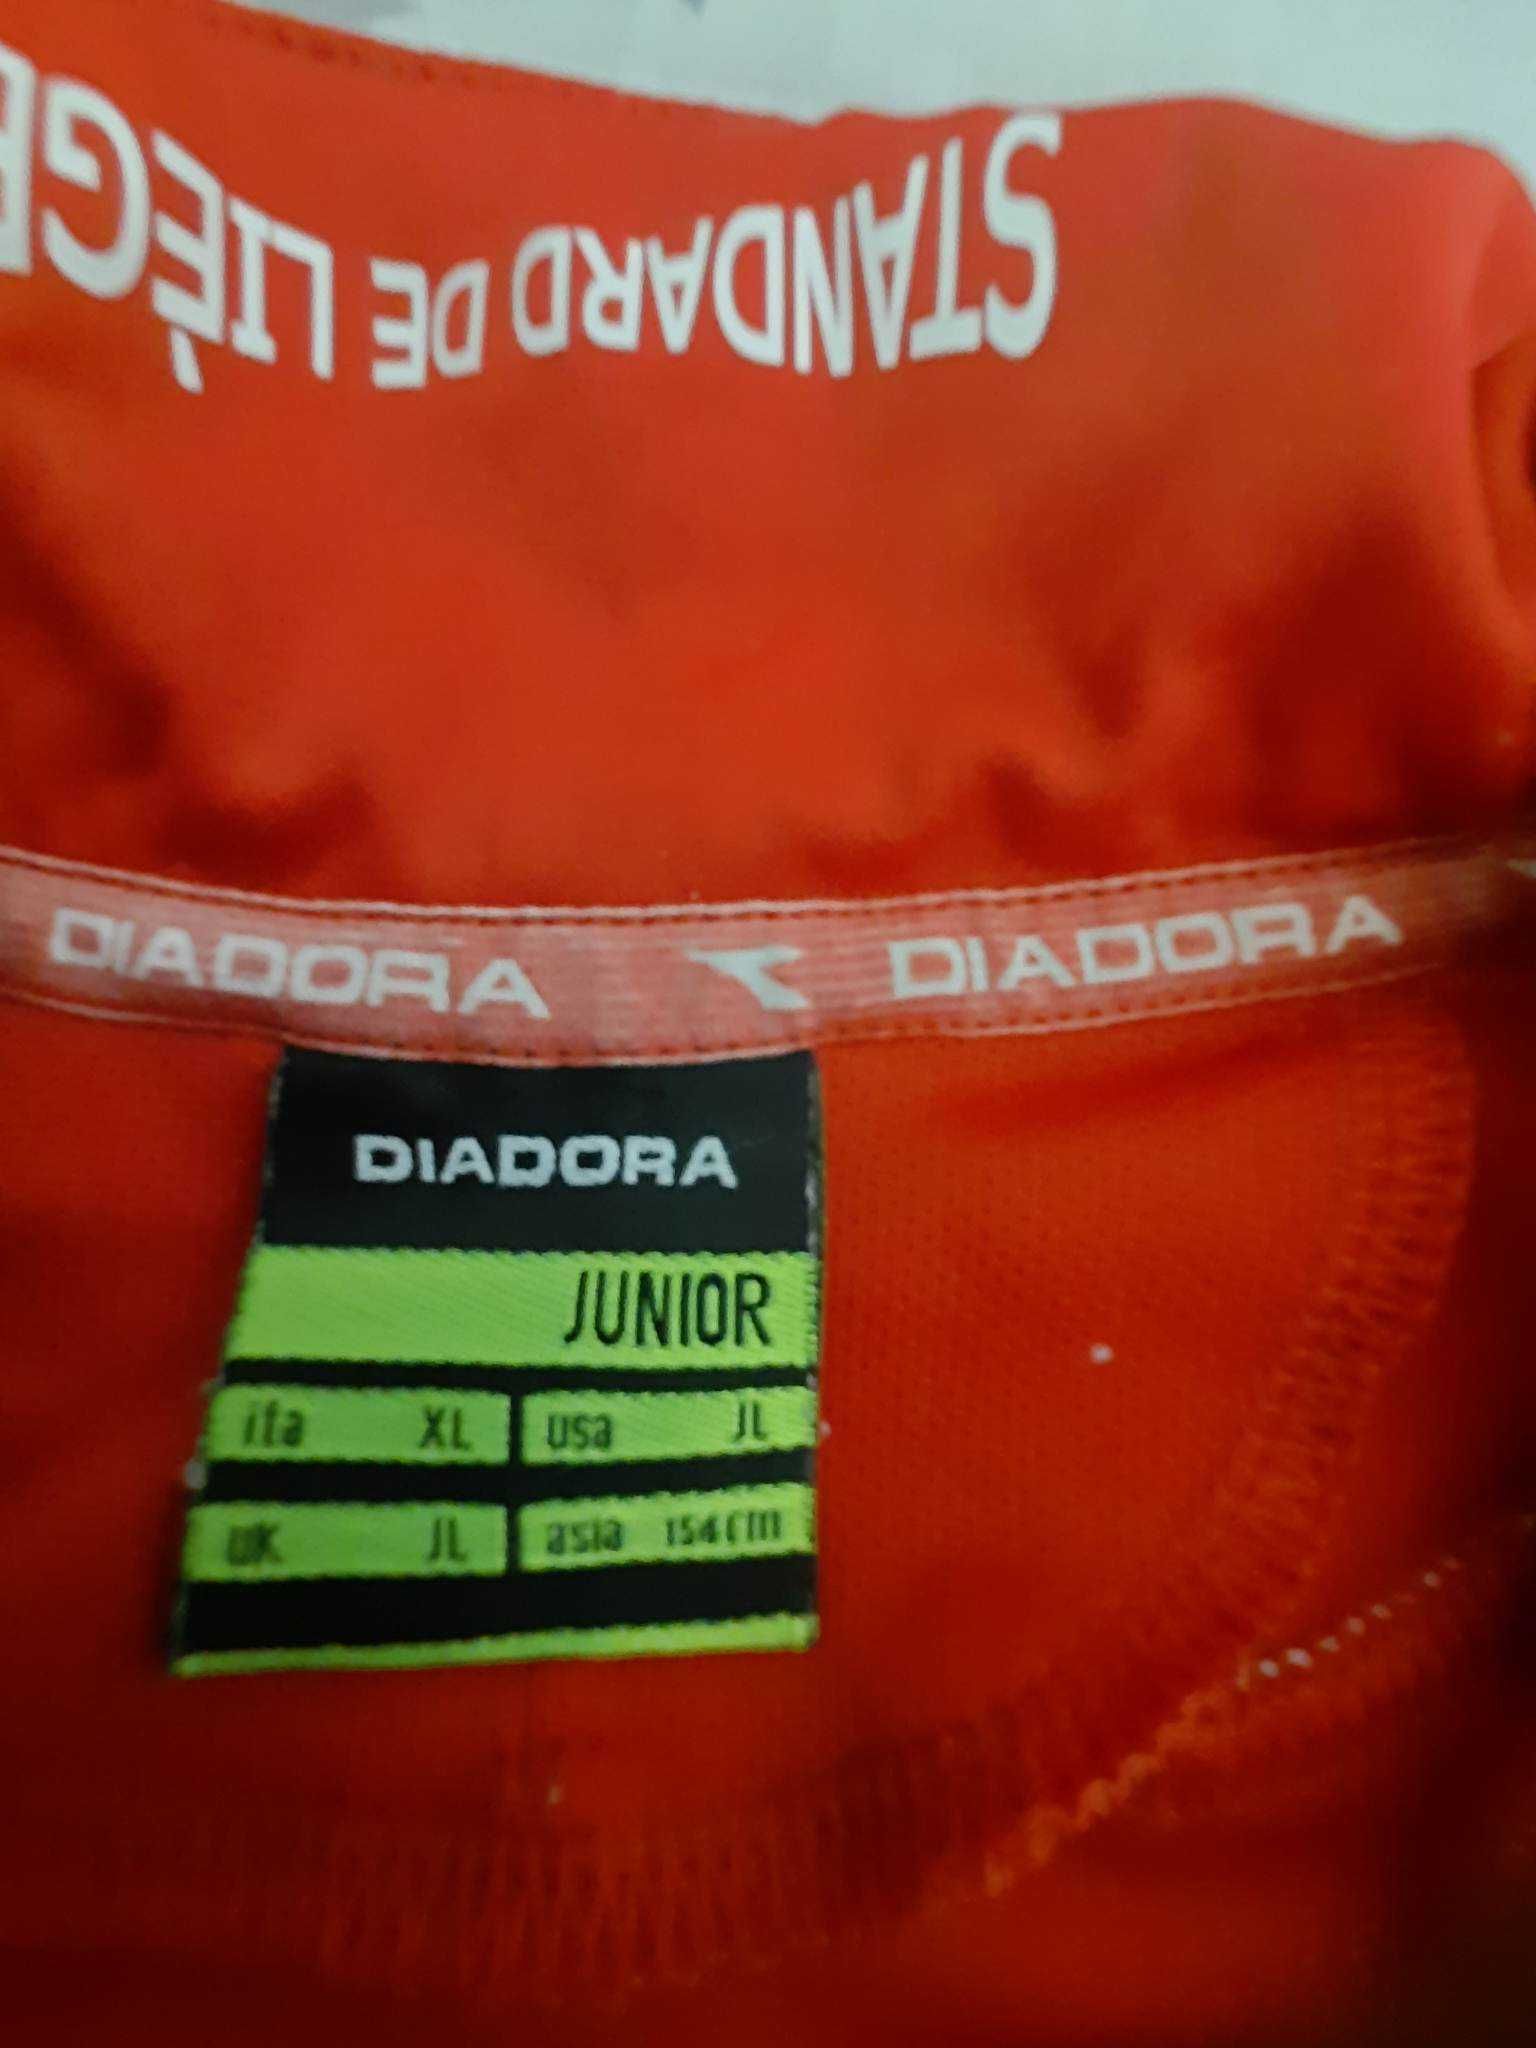 STANDARD DE LIÈGE
DIADORA DIADORA
DIADORA
JUNIOR
ita XL usa JL
uk JL asia 154cm